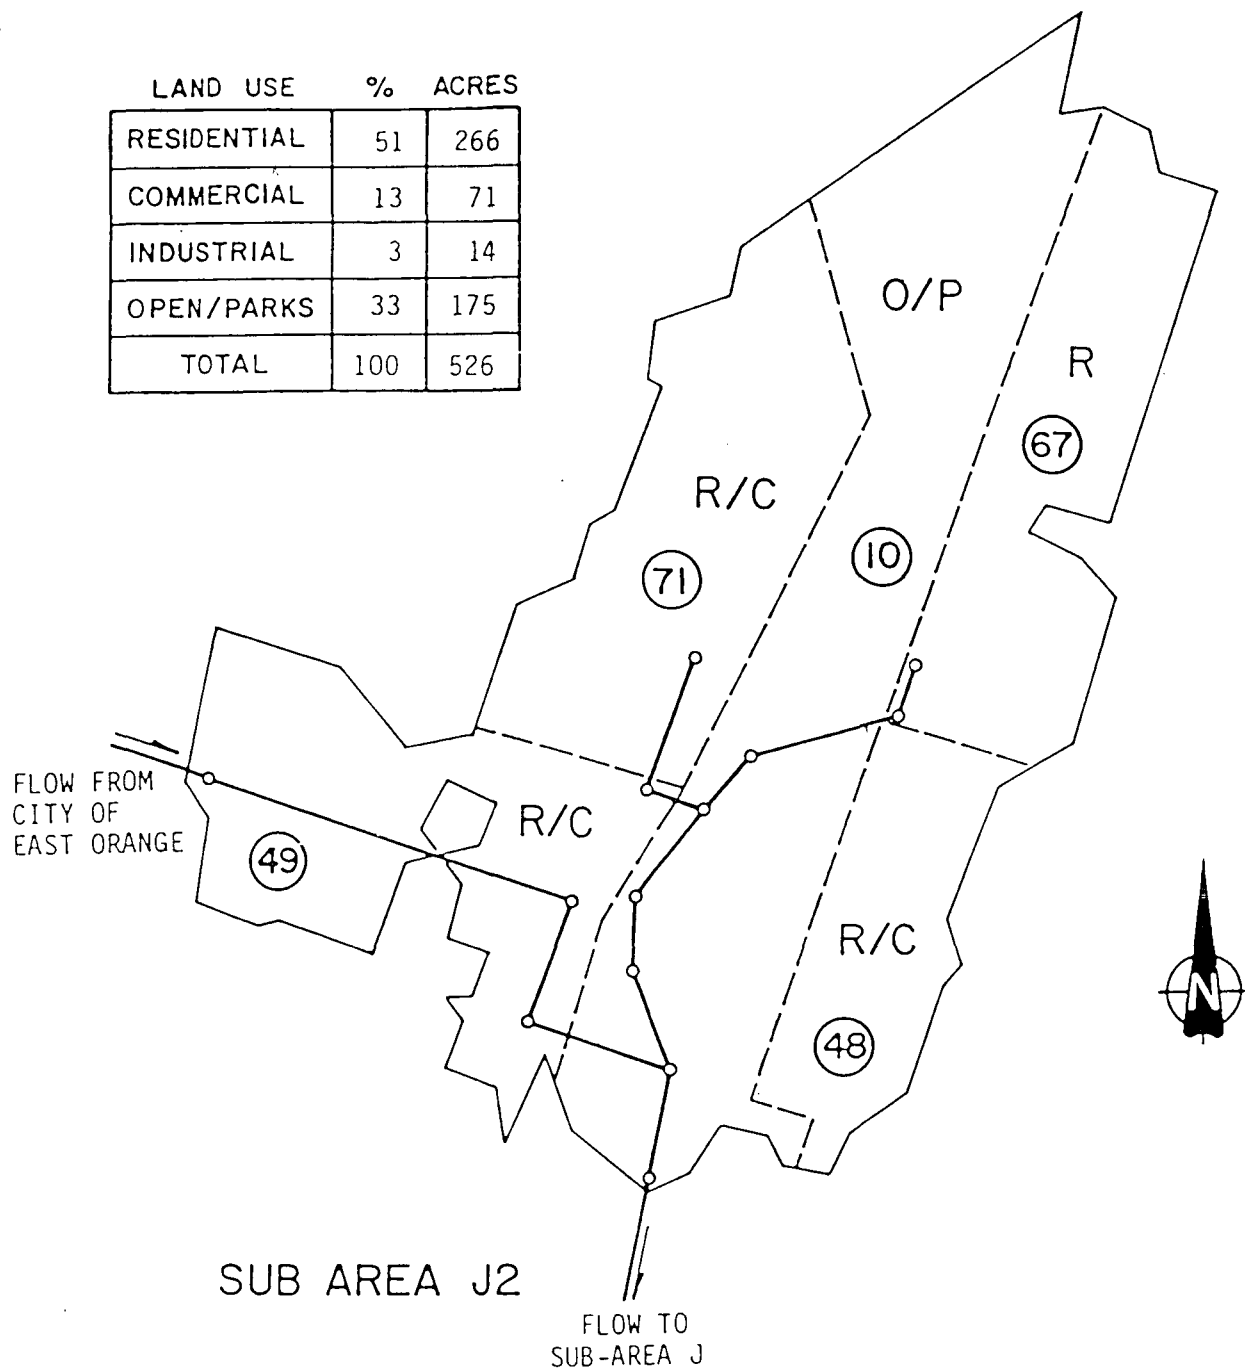 LAND USE % ACRES
RESIDENTIAL 51 266
COMMERCIAL 13 71
INDUSTRIAL 3 14
OPEN/PARKS 33 175
TOTAL 100 526
O/P
R
67
R/C
10
71
FLOW FROM
CITY OF
EAST ORANGE
R/C
49
R/C
N
48
SUB AREA J2
FLOW TO
SUB-AREA J